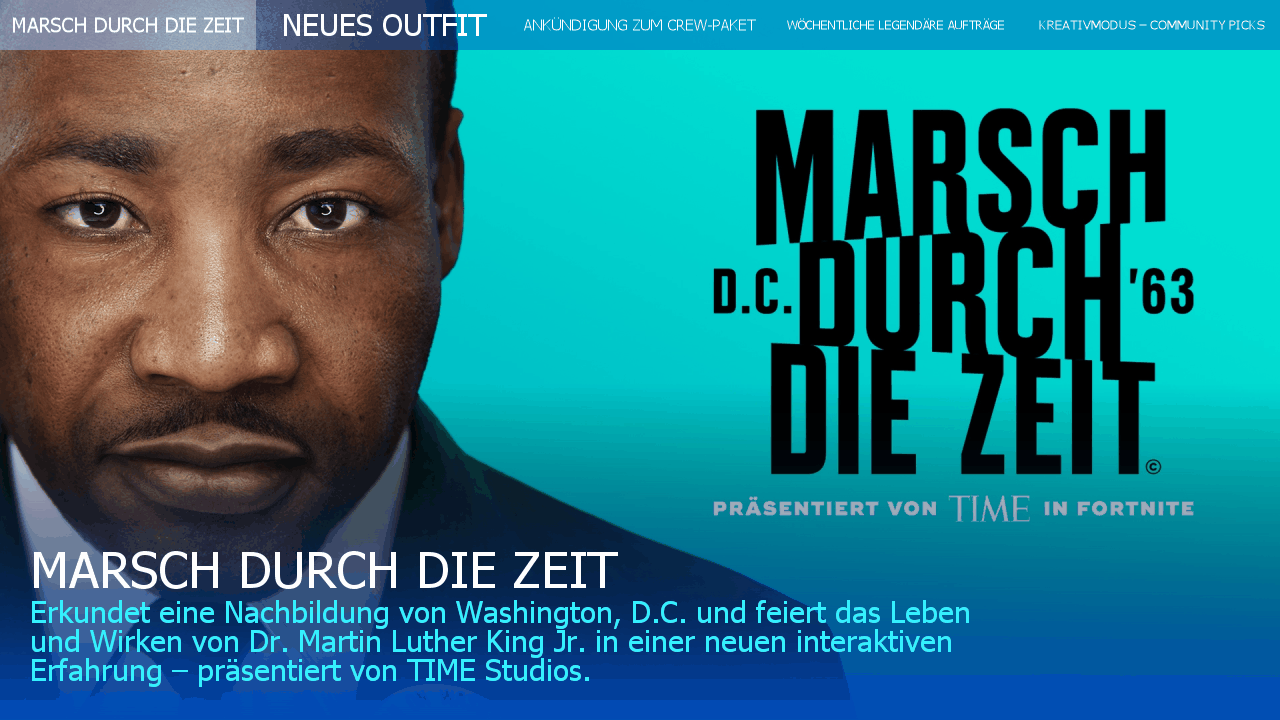 MARSCH DURCH DIE ZEIT
NEUES OUTFIT
ANKÜNDIGUNG ZUM CREW-PAKET
WÖCHENTLICHE LEGENDÄRE AUFTRÄGE
KREATIVMODUS – COMMUNITY PICKS
MARSCH
D.C. DURCH '63
DIE ZEIT ©
PRÄSENTIERT VON TIME IN FORTNITE
MARSCH DURCH DIE ZEIT
Erkundet eine Nachbildung von Washington, D.C. und feiert das Leben
und Wirken von Dr. Martin Luther King Jr. in einer neuen interaktiven
Erfahrung – präsentiert von TIME Studios.